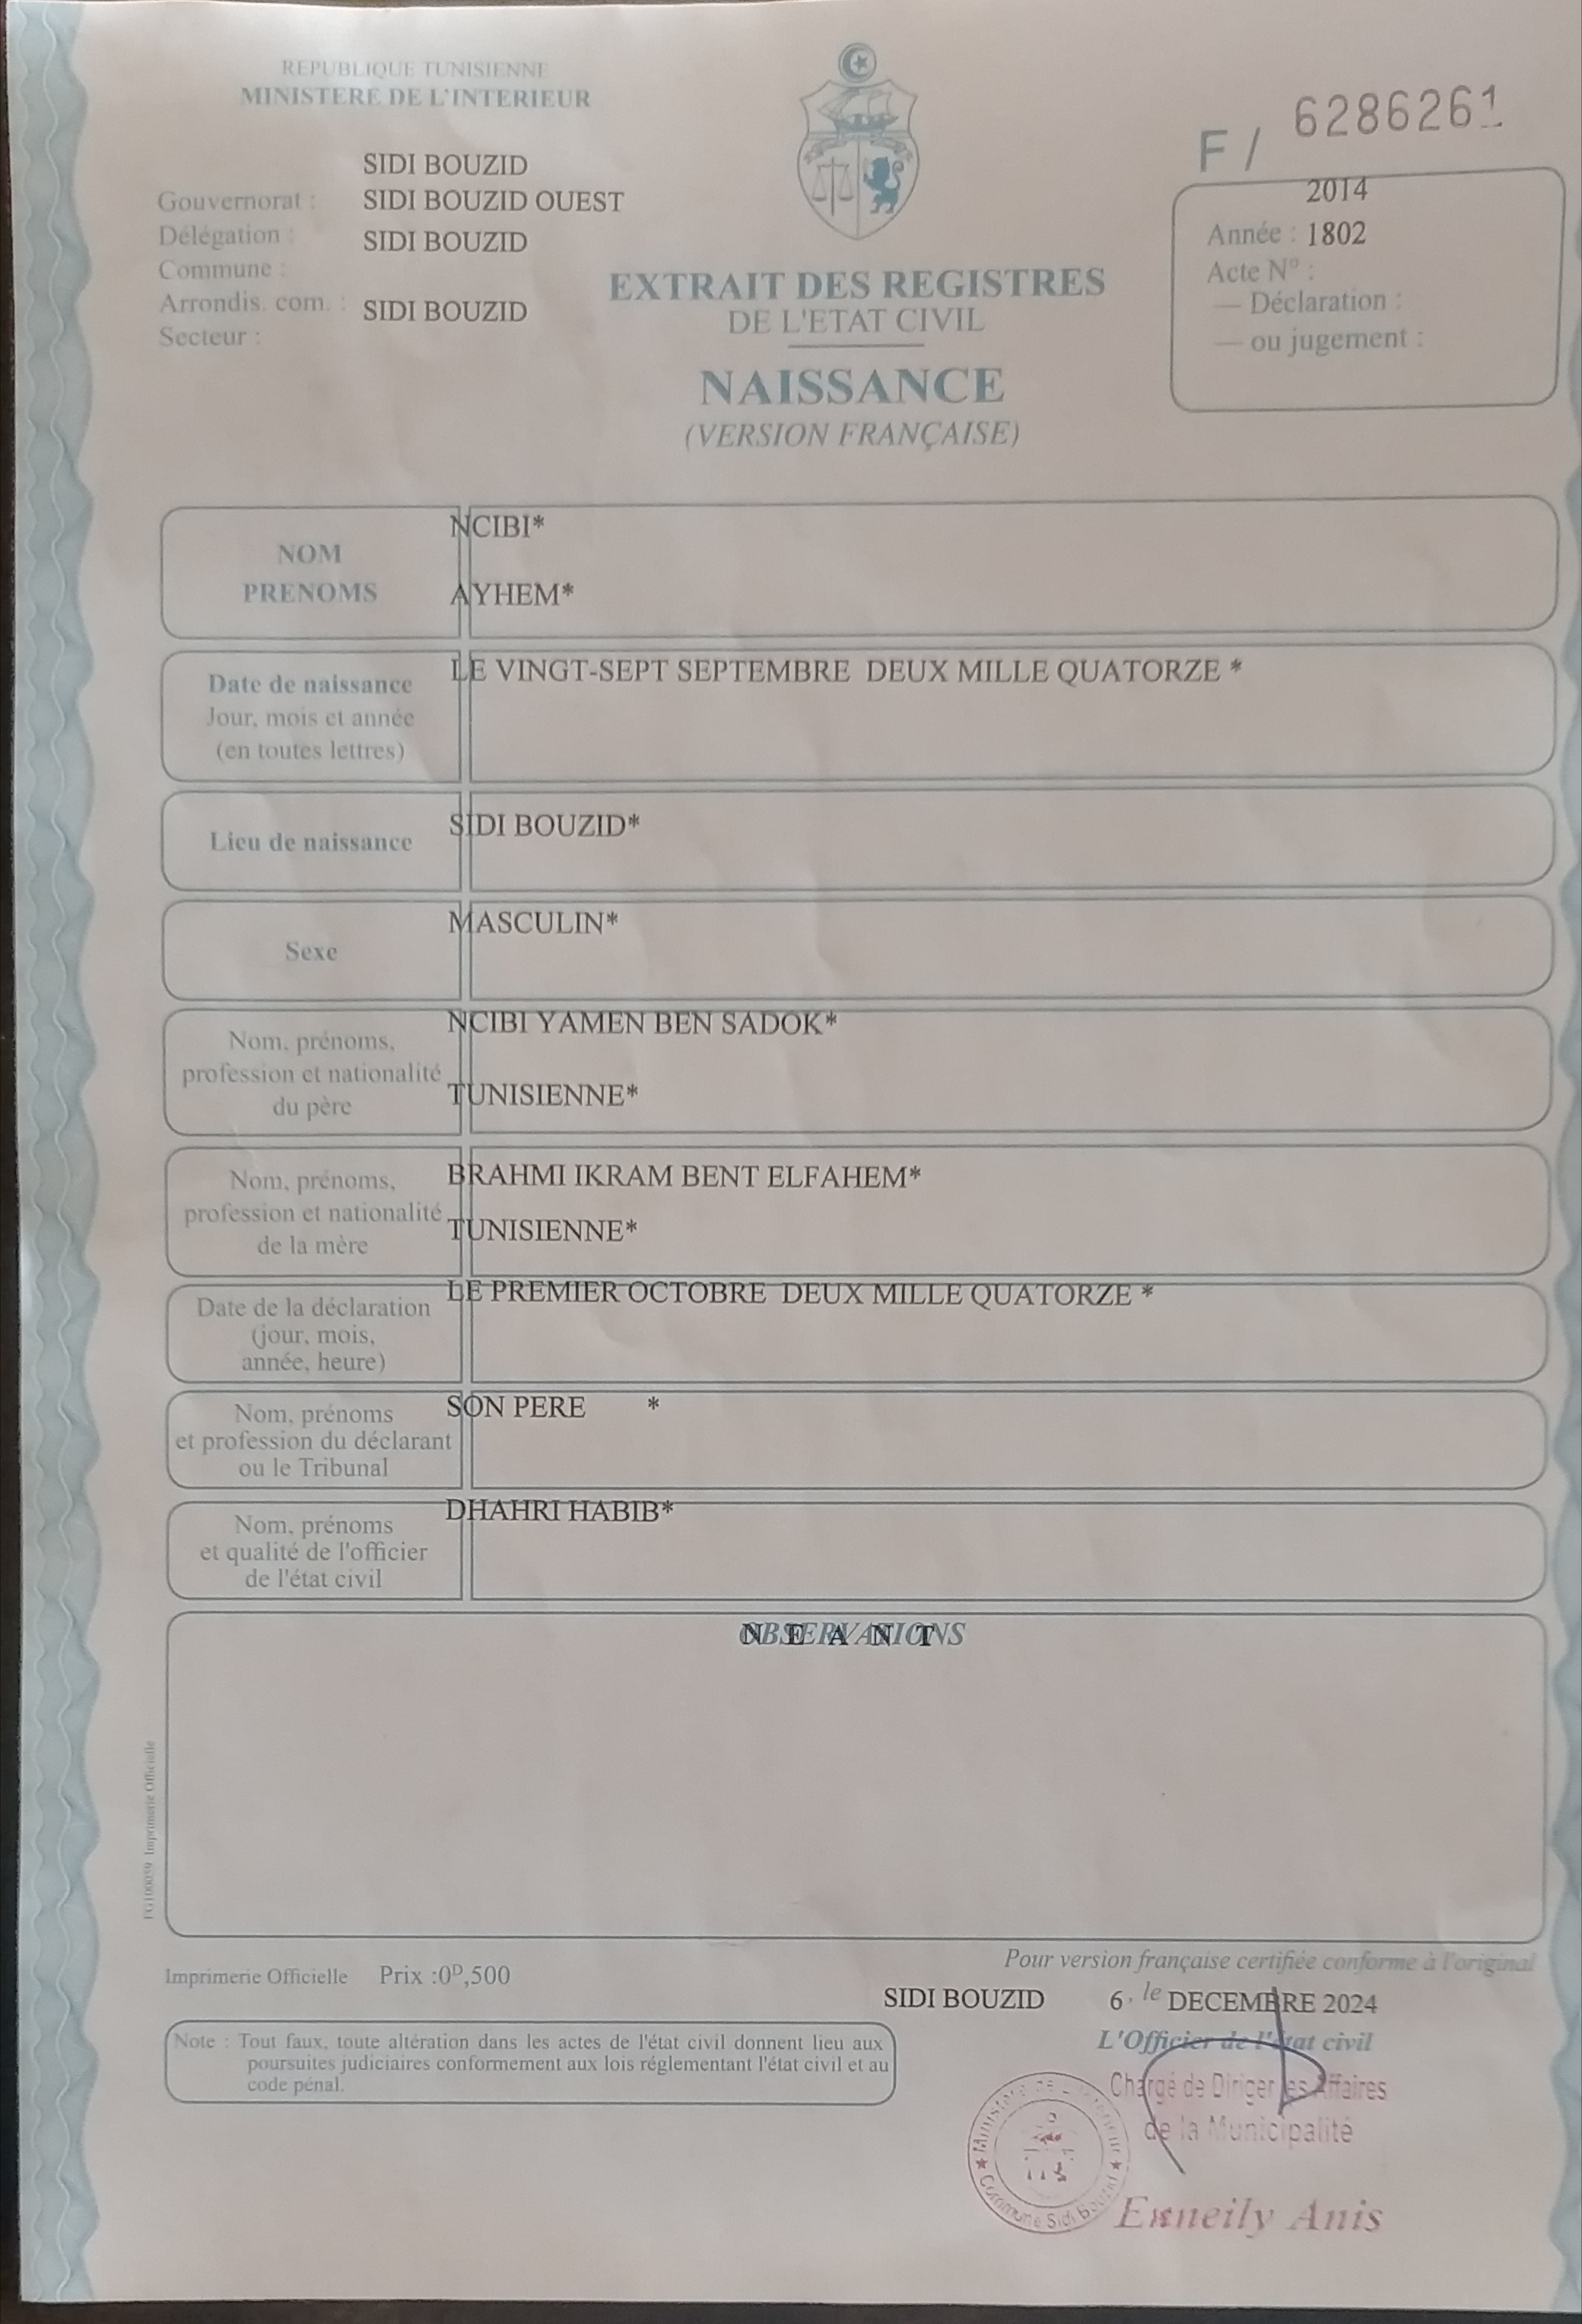 REPUBLIQUE TUNISIENNE
MINISTERE DE L'INTERIEUR
F / 6286261
SIDI BOUZID
Gouvernorat : SIDI BOUZID OUEST
Délégation : SIDI BOUZID
Commune :
Arrondis. com. : SIDI BOUZID
Secteur :
2014
Année : 1802
Acte N° :
— Déclaration :
— ou jugement :
EXTRAIT DES REGISTRES
DE L'ETAT CIVIL
NAISSANCE
(VERSION FRANÇAISE)
NOM
PRENOMS
NCIBI*
AYHEM*
Date de naissance
Jour, mois et année
(en toutes lettres)
LE VINGT-SEPT SEPTEMBRE DEUX MILLE QUATORZE *
Lieu de naissance
SIDI BOUZID*
Sexe
MASCULIN*
Nom, prénoms,
profession et nationalité
du père
NCIBI YAMEN BEN SADOK*
TUNISIENNE*
Nom, prénoms,
profession et nationalité
de la mère
BRAHMI IKRAM BENT ELFAHEM*
TUNISIENNE*
Date de la déclaration
(jour, mois,
année, heure)
LE PREMIER OCTOBRE DEUX MILLE QUATORZE *
Nom, prénoms
et profession du déclarant
ou le Tribunal
SON PERE *
Nom, prénoms
et qualité de l'officier
de l'état civil
DHAHRI HABIB*
OBSERVATIONS
N E A N T
Imprimerie Officielle
Imprimerie Officielle Prix :0ᴰ,500
Pour version française certifiée conforme à l'original
SIDI BOUZID 6, le DECEMBRE 2024
L'Officier de l'état civil
Note : Tout faux, toute altération dans les actes de l'état civil donnent lieu aux
poursuites judiciaires conformement aux lois réglementant l'état civil et au
code pénal.
Chargé de Diriger les Affaires
de la Municipalité
Commune Sidi Bouzid
Anis